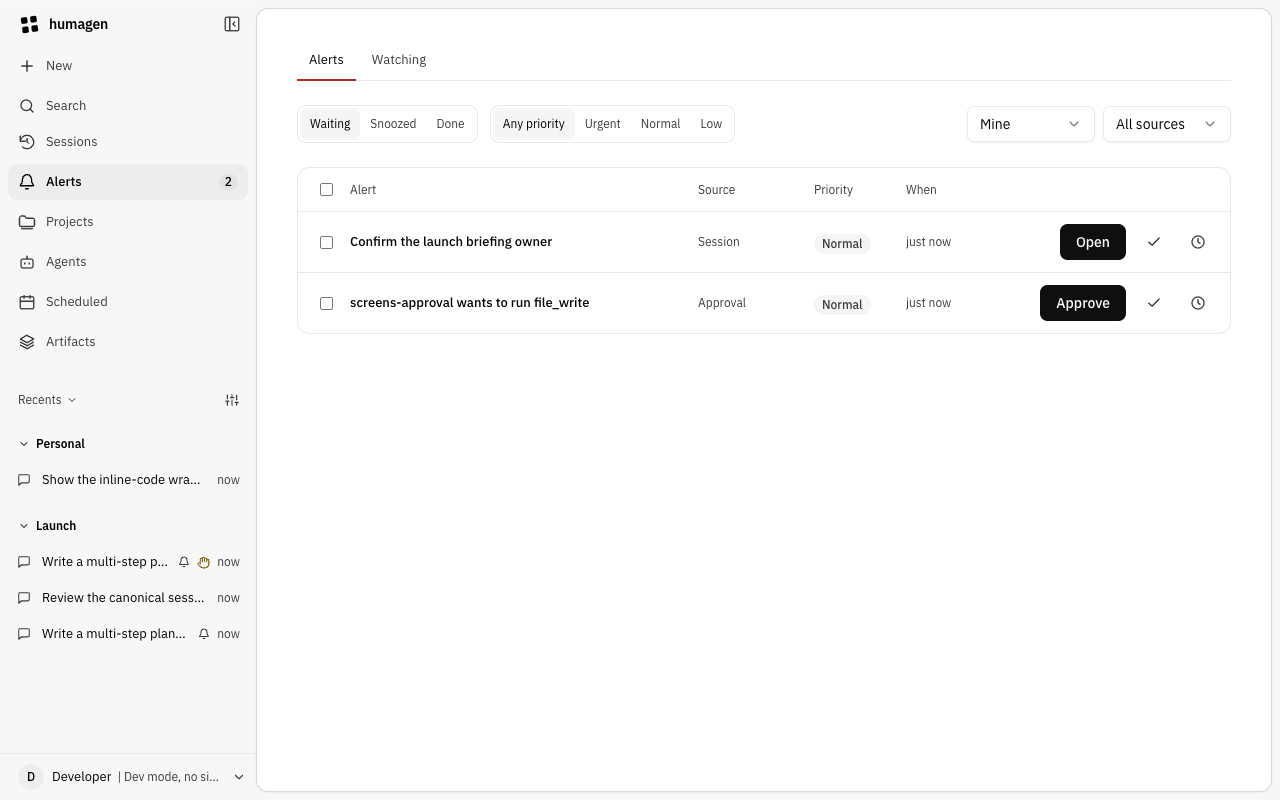 humagen
New
Search
Sessions
Alerts 2
Projects
Agents
Scheduled
Artifacts
Recents
Personal
Show the inline-code wra... now
Launch
Write a multi-step p... now
Review the canonical sess... now
Write a multi-step plan... now
D Developer | Dev mode, no si...
Alerts Watching
Waiting Snoozed Done Any priority Urgent Normal Low Mine All sources
Alert Source Priority When
Confirm the launch briefing owner Session Normal just now Open
screens-approval wants to run file_write Approval Normal just now Approve